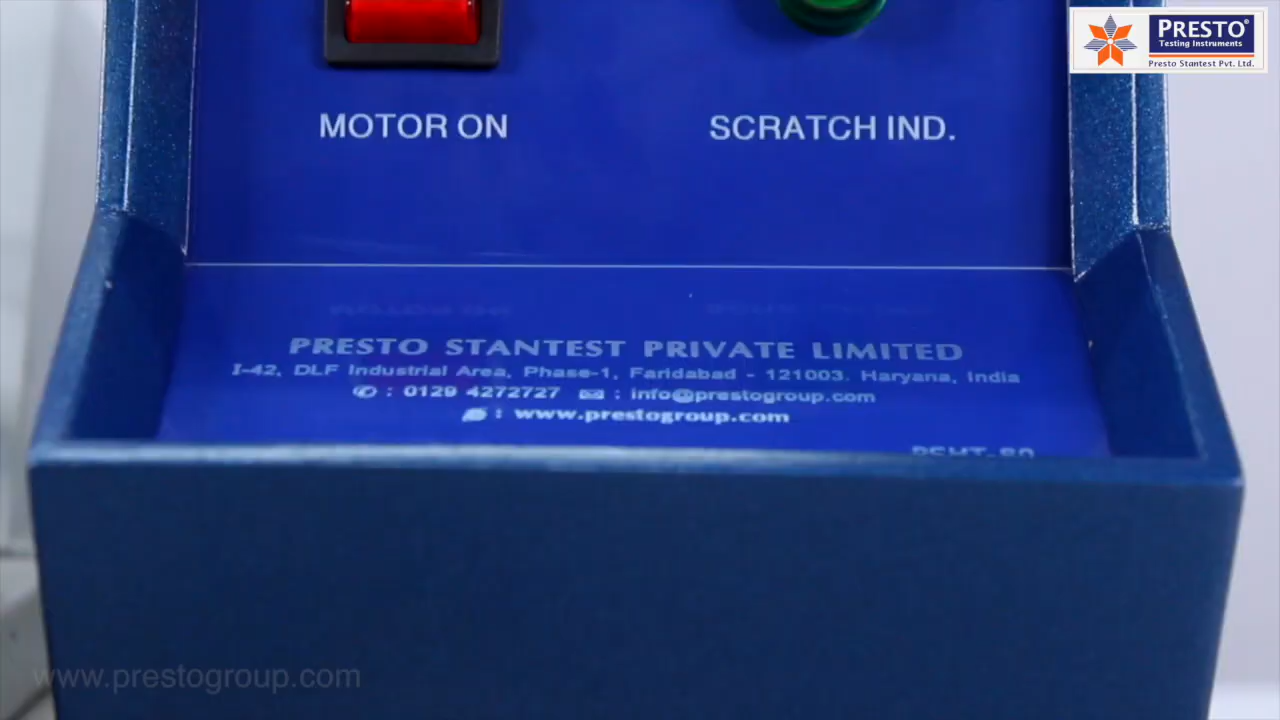 PRESTO®
Testing Instruments
Presto Stantest Pvt. Ltd.
MOTOR ON
SCRATCH IND.
PRESTO STANTEST PRIVATE LIMITED
I-42, DLF Industrial Area, Phase-1, Faridabad - 121003. Haryana, India
: 0129 4272727 : info@prestogroup.com
: www.prestogroup.com
www.prestogroup.com